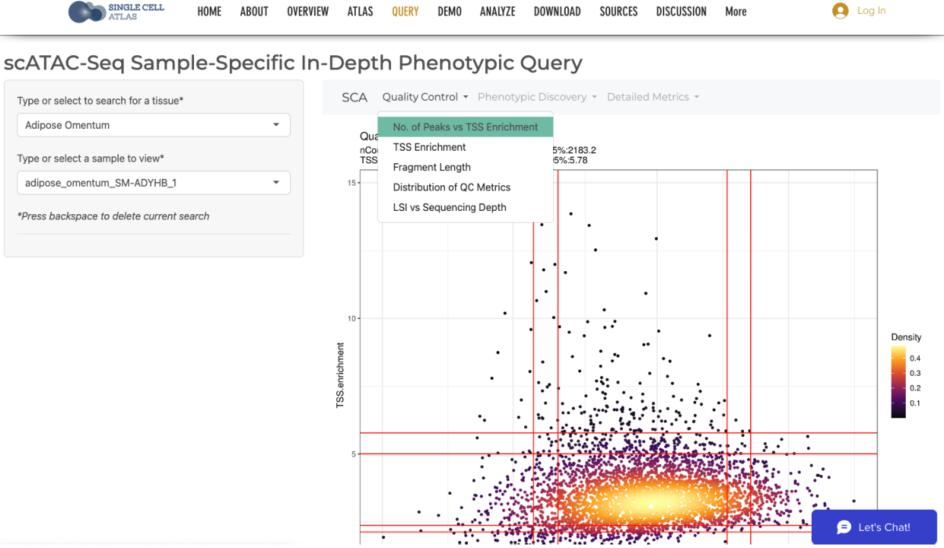 SINGLE CELL
ATLAS
HOME ABOUT OVERVIEW ATLAS QUERY DEMO ANALYZE DOWNLOAD SOURCES DISCUSSION More Log In
scATAC-Seq Sample-Specific In-Depth Phenotypic Query
Type or select to search for a tissue*
Adipose Omentum
Type or select a sample to view*
adipose_omentum_SM-ADYHB_1
*Press backspace to delete current search
SCA Quality Control Phenotypic Discovery Detailed Metrics
No. of Peaks vs TSS Enrichment
TSS Enrichment
Fragment Length
Distribution of QC Metrics
LSI vs Sequencing Depth
Qua
nCo 5%:2183.2
TSS 5%:5.78
15
10
5
TSS.enrichment
Density
0.4
0.3
0.2
0.1
Let's Chat!